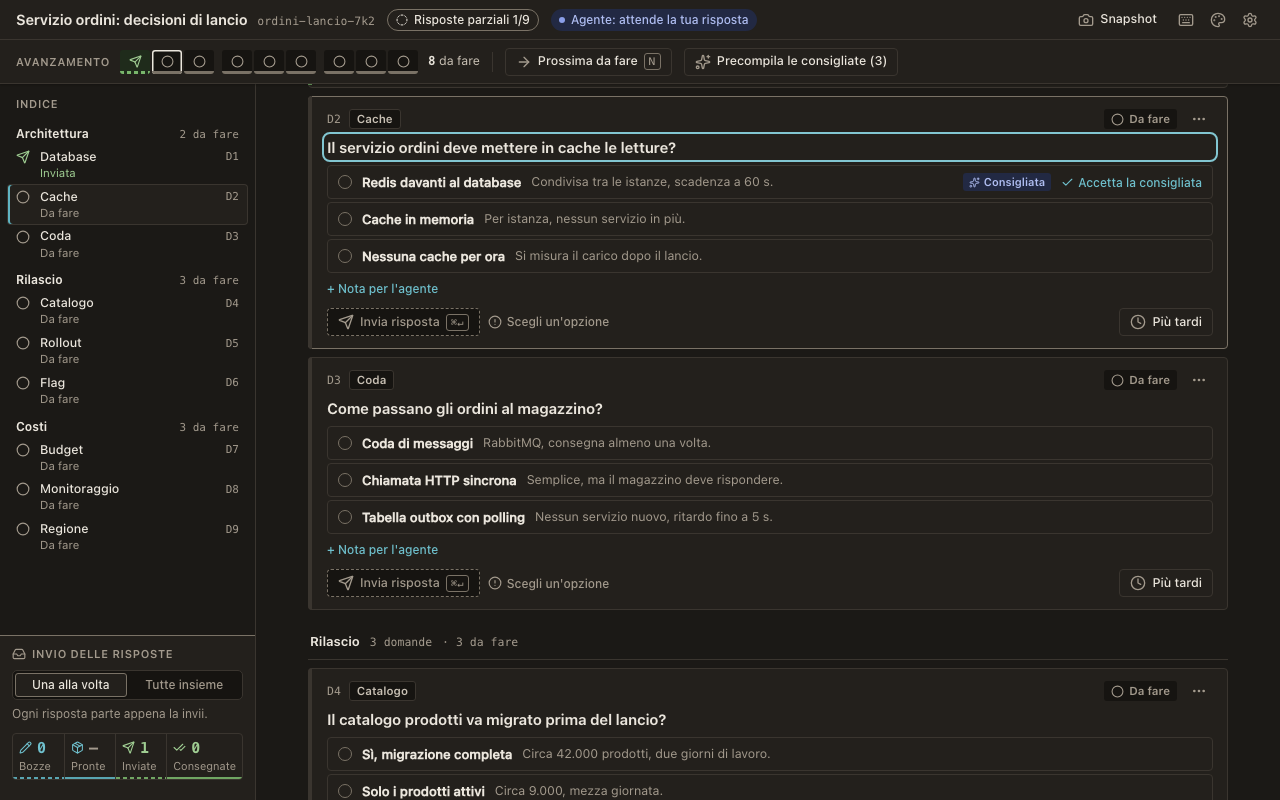 Servizio ordini: decisioni di lancio ordini-lancio-7k2 Risposte parziali 1/9 Agente: attende la tua risposta Snapshot
AVANZAMENTO 8 da fare Prossima da fare N Precompila le consigliate (3)
INDICE
Architettura 2 da fare
Database D1
Inviata
Cache D2
Da fare
Coda D3
Da fare
Rilascio 3 da fare
Catalogo D4
Da fare
Rollout D5
Da fare
Flag D6
Da fare
Costi 3 da fare
Budget D7
Da fare
Monitoraggio D8
Da fare
Regione D9
Da fare
INVIO DELLE RISPOSTE
Una alla volta Tutte insieme
Ogni risposta parte appena la invii.
0 – 1 0
Bozze Pronte Inviate Consegnate
D2 Cache Da fare ···
Il servizio ordini deve mettere in cache le letture?
Redis davanti al database Condivisa tra le istanze, scadenza a 60 s. Consigliata Accetta la consigliata
Cache in memoria Per istanza, nessun servizio in più.
Nessuna cache per ora Si misura il carico dopo il lancio.
+ Nota per l'agente
Invia risposta ⌘↵ Scegli un'opzione Più tardi
D3 Coda Da fare ···
Come passano gli ordini al magazzino?
Coda di messaggi RabbitMQ, consegna almeno una volta.
Chiamata HTTP sincrona Semplice, ma il magazzino deve rispondere.
Tabella outbox con polling Nessun servizio nuovo, ritardo fino a 5 s.
+ Nota per l'agente
Invia risposta ⌘↵ Scegli un'opzione Più tardi
Rilascio 3 domande · 3 da fare
D4 Catalogo Da fare ···
Il catalogo prodotti va migrato prima del lancio?
Sì, migrazione completa Circa 42.000 prodotti, due giorni di lavoro.
Solo i prodotti attivi Circa 9.000, mezza giornata.